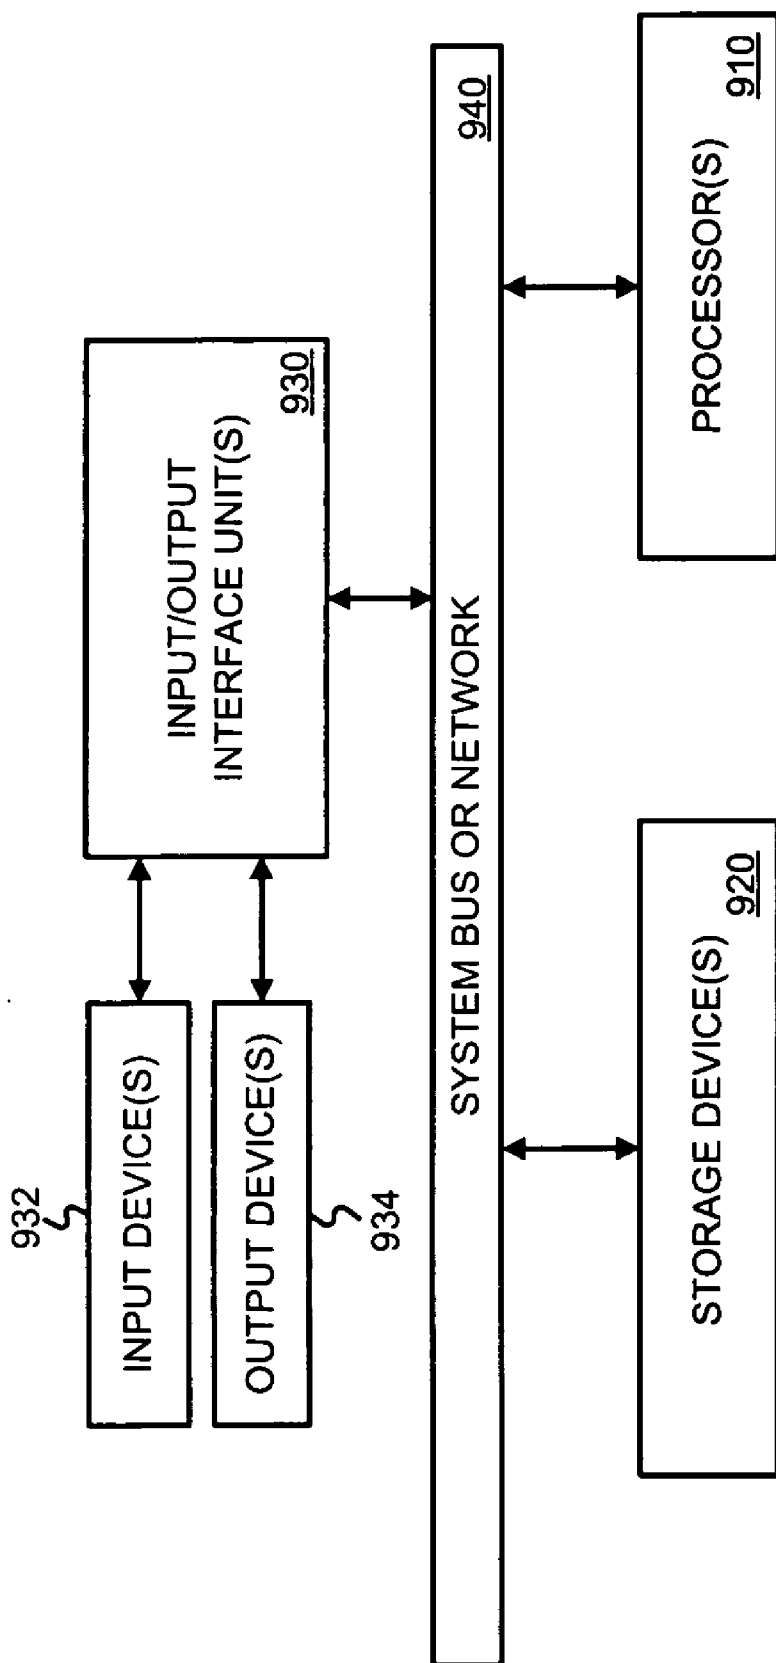 932
INPUT DEVICE(S)
OUTPUT DEVICE(S)
934
INPUT/OUTPUT
INTERFACE UNIT(S)
930
SYSTEM BUS OR NETWORK
940
STORAGE DEVICE(S)
920
PROCESSOR(S)
910